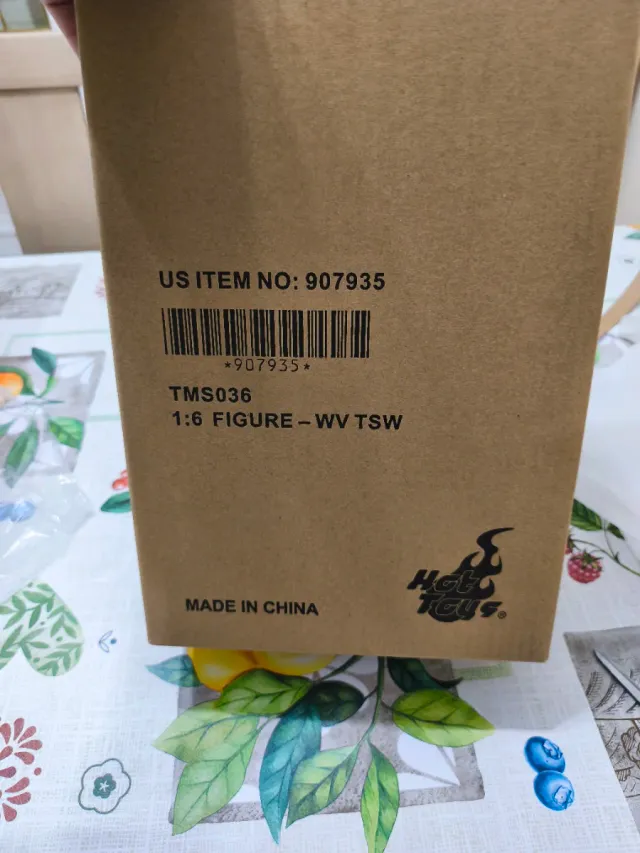 US ITEM NO: 907935
*907935*
TMS036
1:6 FIGURE – WV TSW
MADE IN CHINA
Hot
Toys®